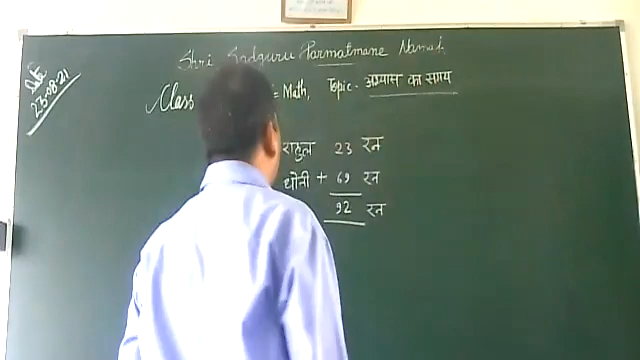 Shri Sadguru Parmatmane Namah
Date
23-08-21
Class = Math, Topic - अभ्यास का समय
राहुल 23 रन
धोनी + 69 रन
92 रन